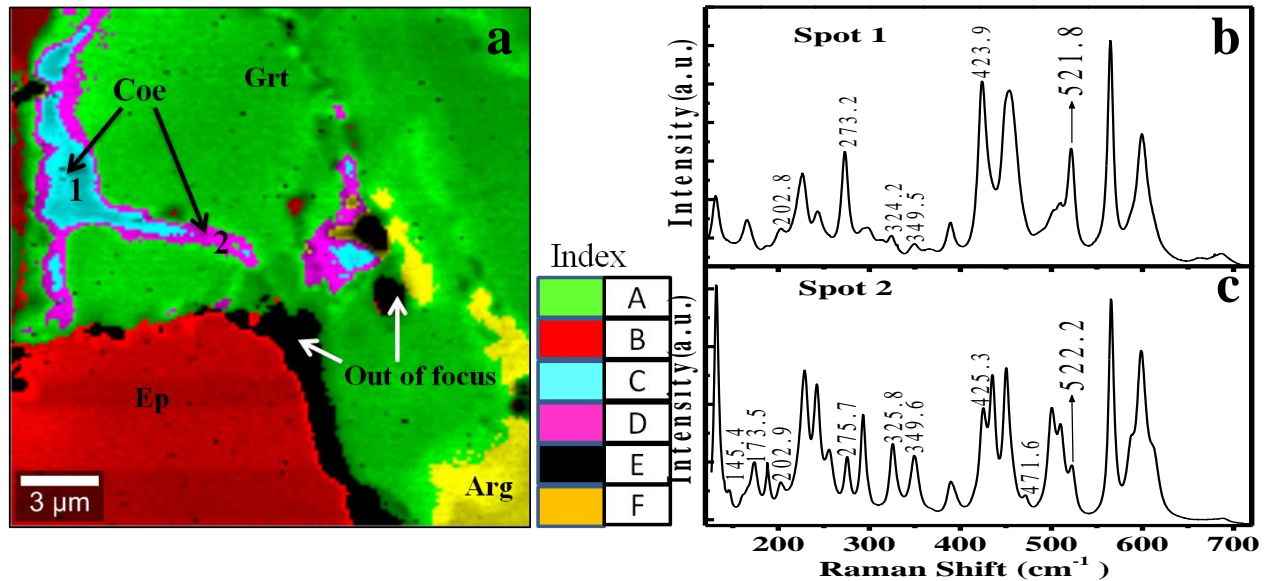 a
Grt
Coe
1
2
Out of focus
Ep
Arg
3 μm
Index
A
B
C
D
E
F
b
Spot 1
Intensity(a.u.)
202.8
273.2
324.2
349.5
423.9
521.8
c
Spot 2
Intensity(a.u.)
145.4
173.5
202.9
275.7
325.8
349.6
425.3
471.6
522.2
200 300 400 500 600 700
Raman Shift (cm⁻¹)